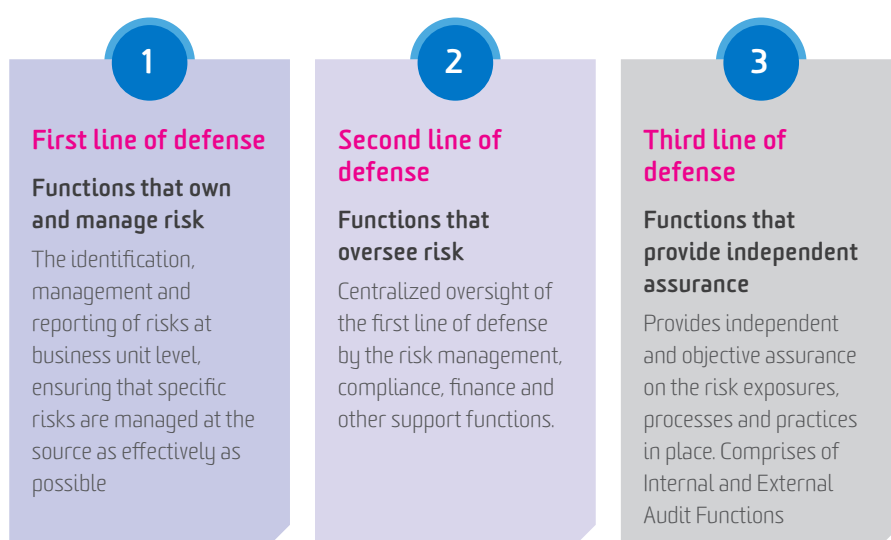 1
First line of defense
Functions that own
and manage risk
The identification,
management and
reporting of risks at
business unit level,
ensuring that specific
risks are managed at the
source as effectively as
possible
2
Second line of
defense
Functions that
oversee risk
Centralized oversight of
the first line of defense
by the risk management,
compliance, finance and
other support functions.
3
Third line of
defense
Functions that
provide independent
assurance
Provides independent
and objective assurance
on the risk exposures,
processes and practices
in place. Comprises of
Internal and External
Audit Functions